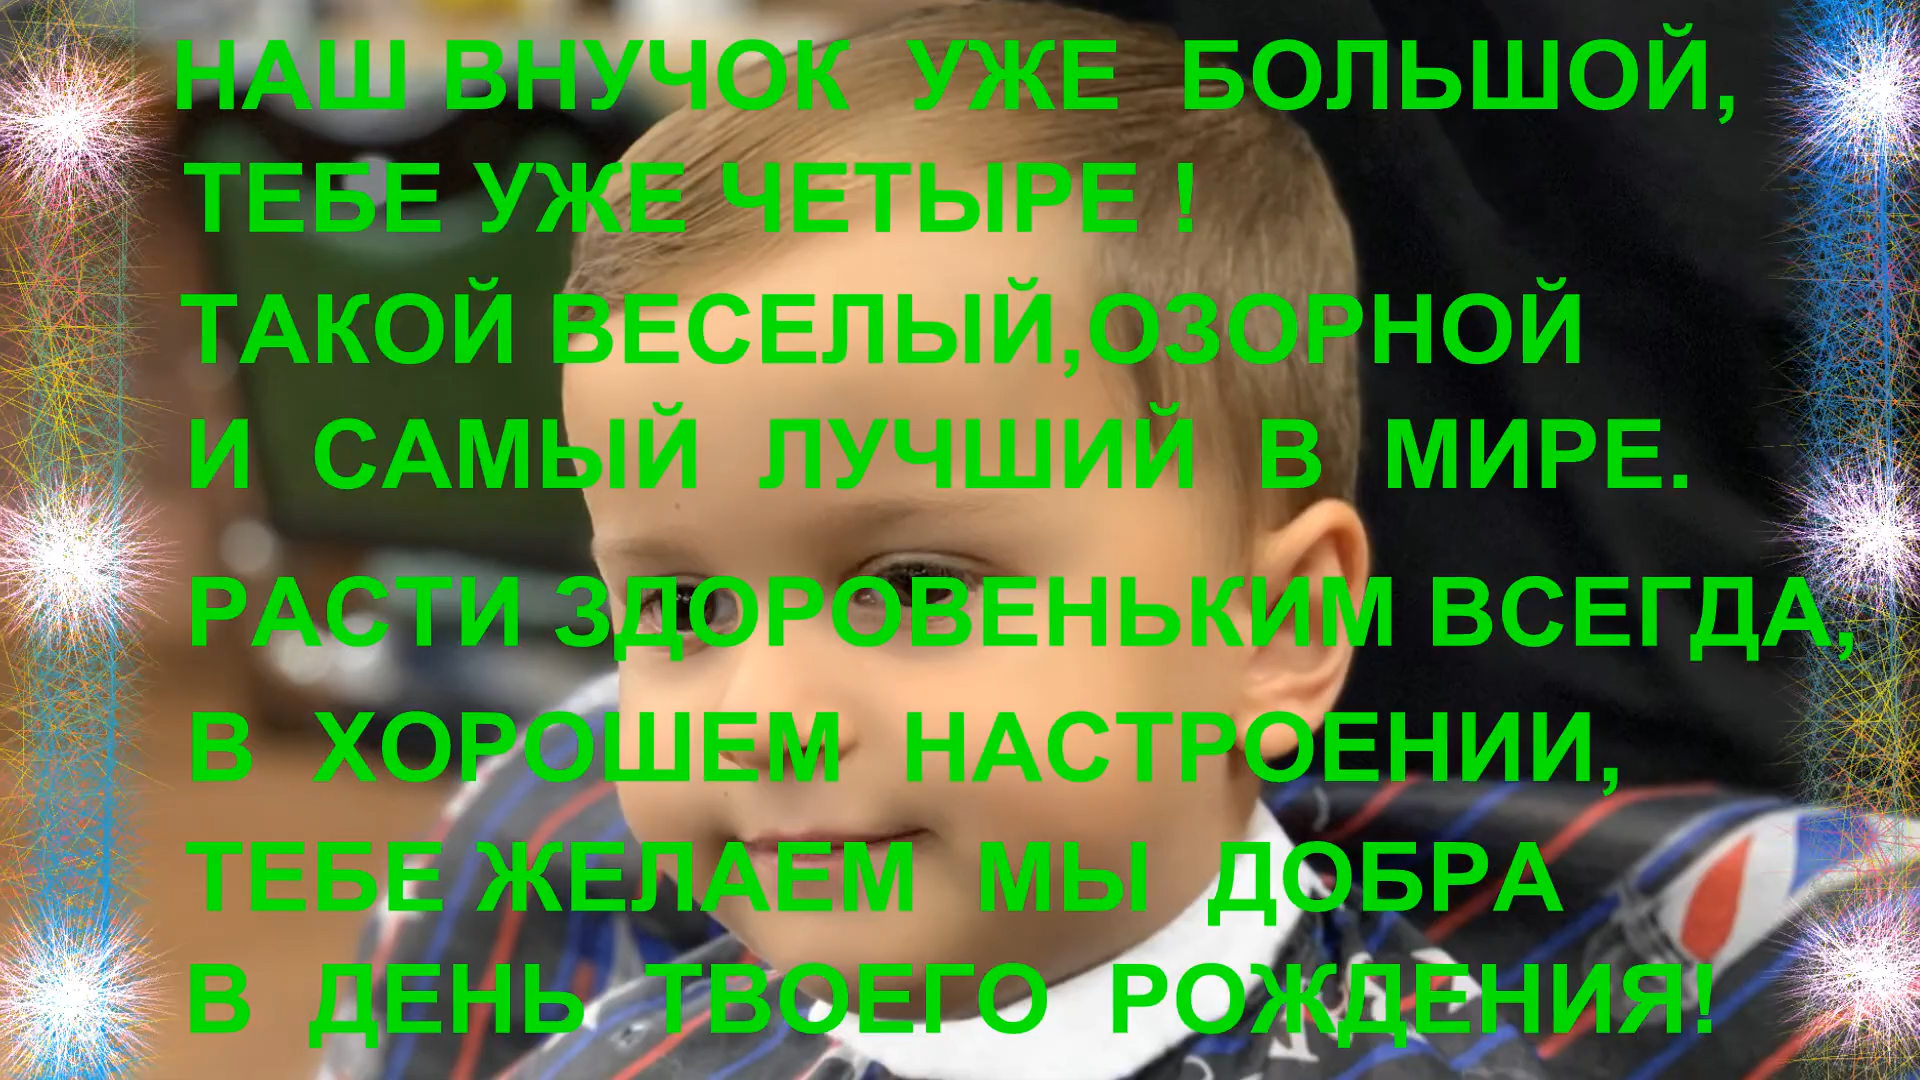 НАШ ВНУЧОК УЖЕ БОЛЬШОЙ,
ТЕБЕ УЖЕ ЧЕТЫРЕ !
ТАКОЙ ВЕСЕЛЫЙ,ОЗОРНОЙ
И САМЫЙ ЛУЧШИЙ В МИРЕ.
РАСТИ ЗДОРОВЕНЬКИМ ВСЕГДА,
В ХОРОШЕМ НАСТРОЕНИИ,
ТЕБЕ ЖЕЛАЕМ МЫ ДОБРА
В ДЕНЬ ТВОЕГО РОЖДЕНИЯ!